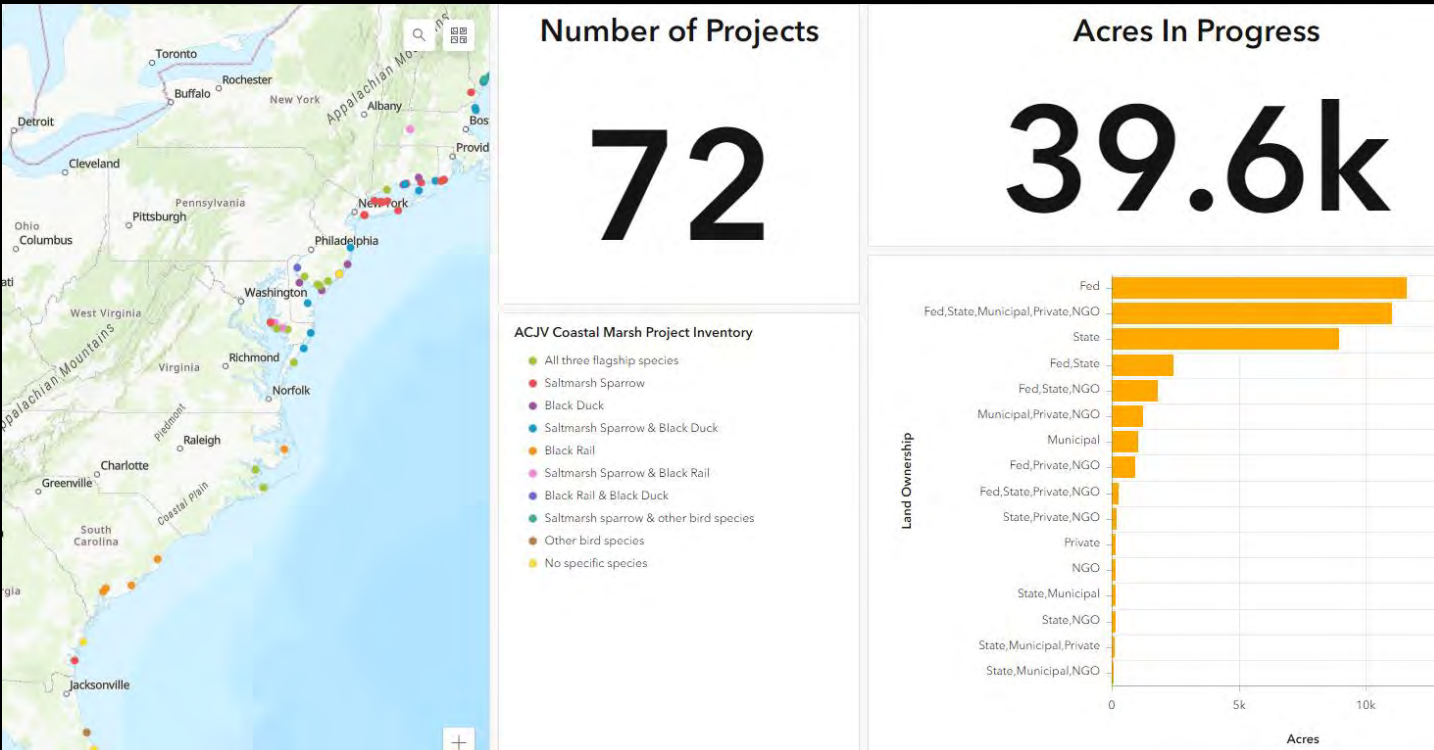 Toronto
Rochester
Buffalo
New York
Appalachian Mou
Albany
Detroit
Bos
Provid
Cleveland
New York
Pennsylvania
Pittsburgh
Ohio
Columbus
Philadelphia
ati
Washington
West Virginia
Richmond
Virginia
ppalachian Mountains
Norfolk
Piedmont
Raleigh
Charlotte
Greenville
Coastal Plain
South
Carolina
rgia
Jacksonville
Number of Projects
72
ACJV Coastal Marsh Project Inventory
All three flagship species
Saltmarsh Sparrow
Black Duck
Saltmarsh Sparrow & Black Duck
Black Rail
Saltmarsh Sparrow & Black Rail
Black Rail & Black Duck
Saltmarsh sparrow & other bird species
Other bird species
No specific species
Acres In Progress
39.6k
Land Ownership
Fed
Fed,State,Municipal,Private,NGO
State
Fed,State
Fed,State,NGO
Municipal,Private,NGO
Municipal
Fed,Private,NGO
Fed,State,Private,NGO
State,Private,NGO
Private
NGO
State,Municipal
State,NGO
State,Municipal,Private
State,Municipal,NGO
0 5k 10k
Acres